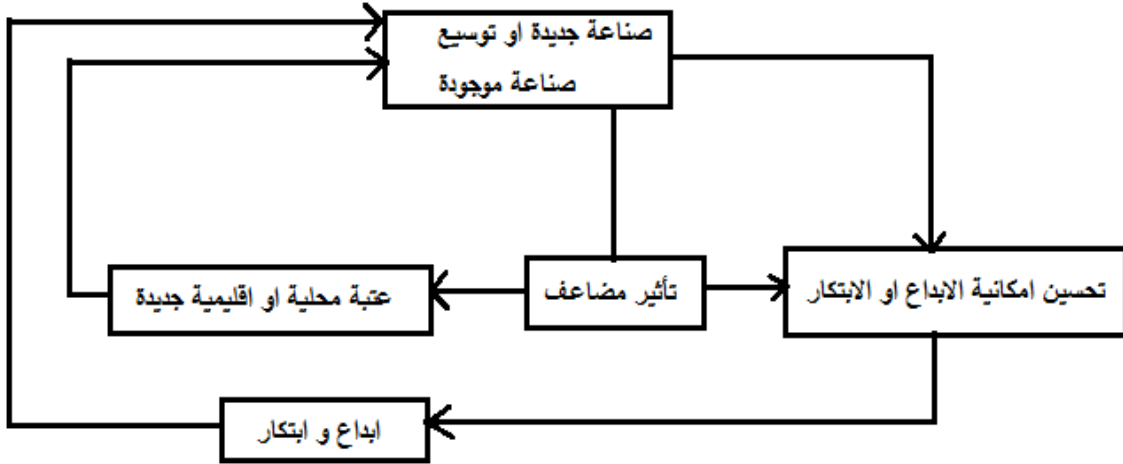 صناعة جديدة او توسيع
صناعة موجودة
تحسين امكانية الابداع او الابتكار
تأثير مضاعف
عتبة محلية او اقليمية جديدة
ابداع و ابتكار